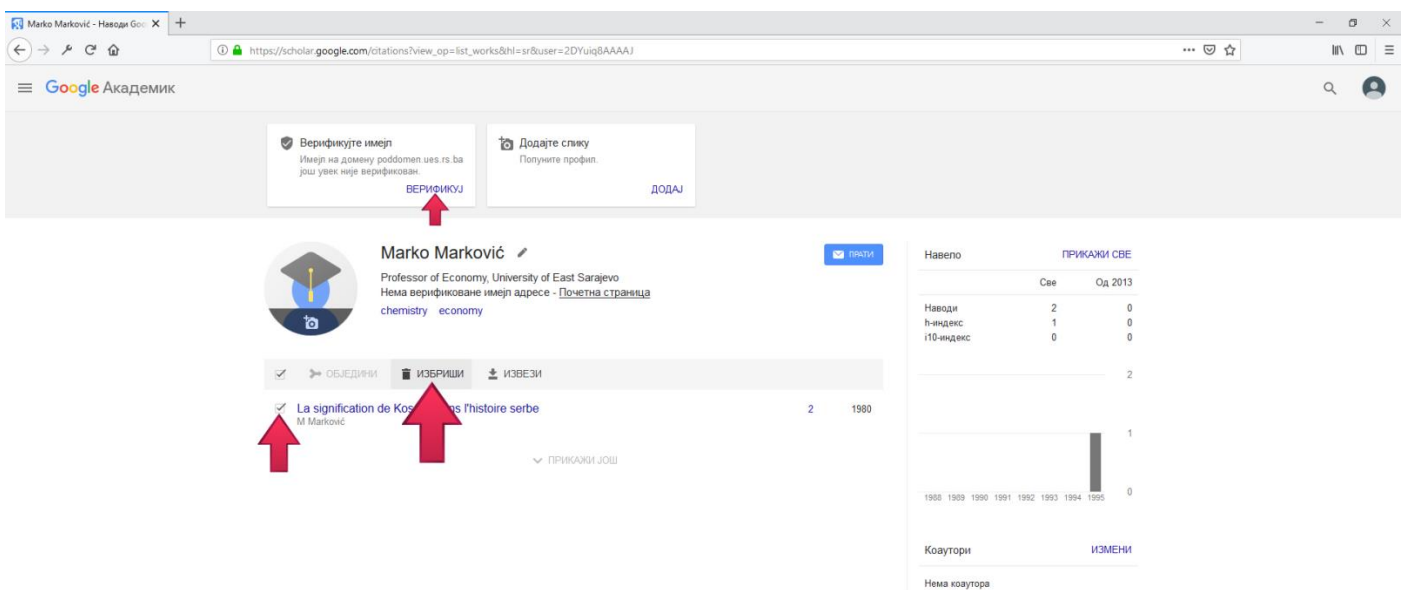 Marko Marković - Наводи Goo
https://scholar.google.com/citations?view_op=list_works&hl=sr&user=2DYuiq8AAAAJ
Google Академик
Верификујте имејл
Имејл на домену poddomen.ues.rs.ba
још увек није верификован.
ВЕРИФИКУЈ
Додајте слику
Попуните профил.
ДОДАЈ
Marko Marković
ПРАТИ
Professor of Economy, University of East Sarajevo
Нема верификоване имејл адресе - Почетна страница
chemistry economy
ОБЈЕДИНИ ИЗБРИШИ ИЗВЕЗИ
La signification de l'histoire serbe 2 1980
M Marković
ПРИКАЖИ ЈОШ
Навело ПРИКАЖИ СВЕ
Све Од 2013
Наводи 2 0
h-индекс 1 0
i10-индекс 0 0
2
1
0
1988 1989 1990 1991 1992 1993 1994 1995
Коаутори ИЗМЕНИ
Нема коаутора